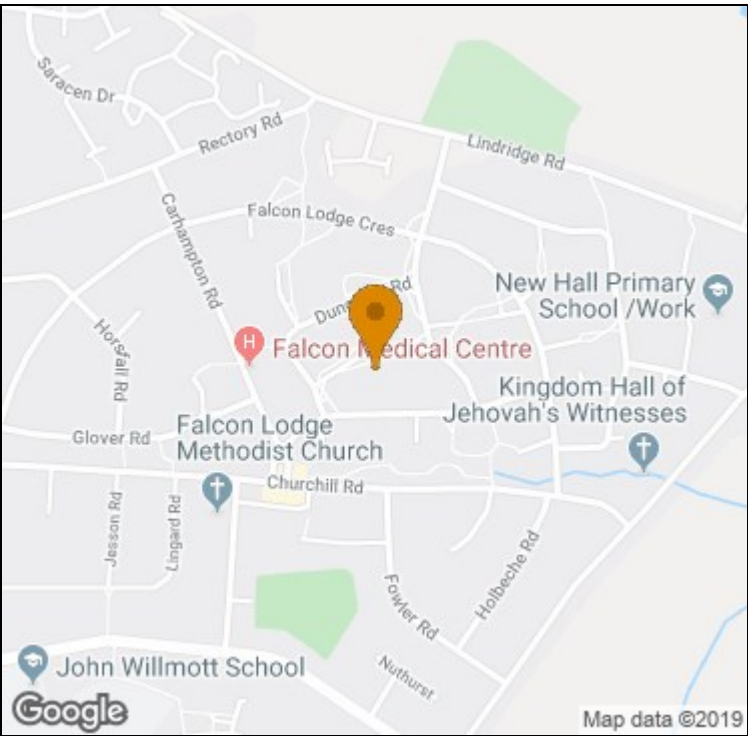 Saracen Dr
Rectory Rd
Lindridge Rd
Carhampton Rd
Falcon Lodge Cres
New Hall Primary
School /Work
Horsfall Rd
Falcon Medical Centre
Kingdom Hall of
Jehovah's Witnesses
Falcon Lodge
Methodist Church
Glover Rd
Churchill Rd
Jesson Rd
Lingard Rd
Holbeche Rd
Fowler Rd
Nuthurst
John Willmott School
Google
Map data ©2019